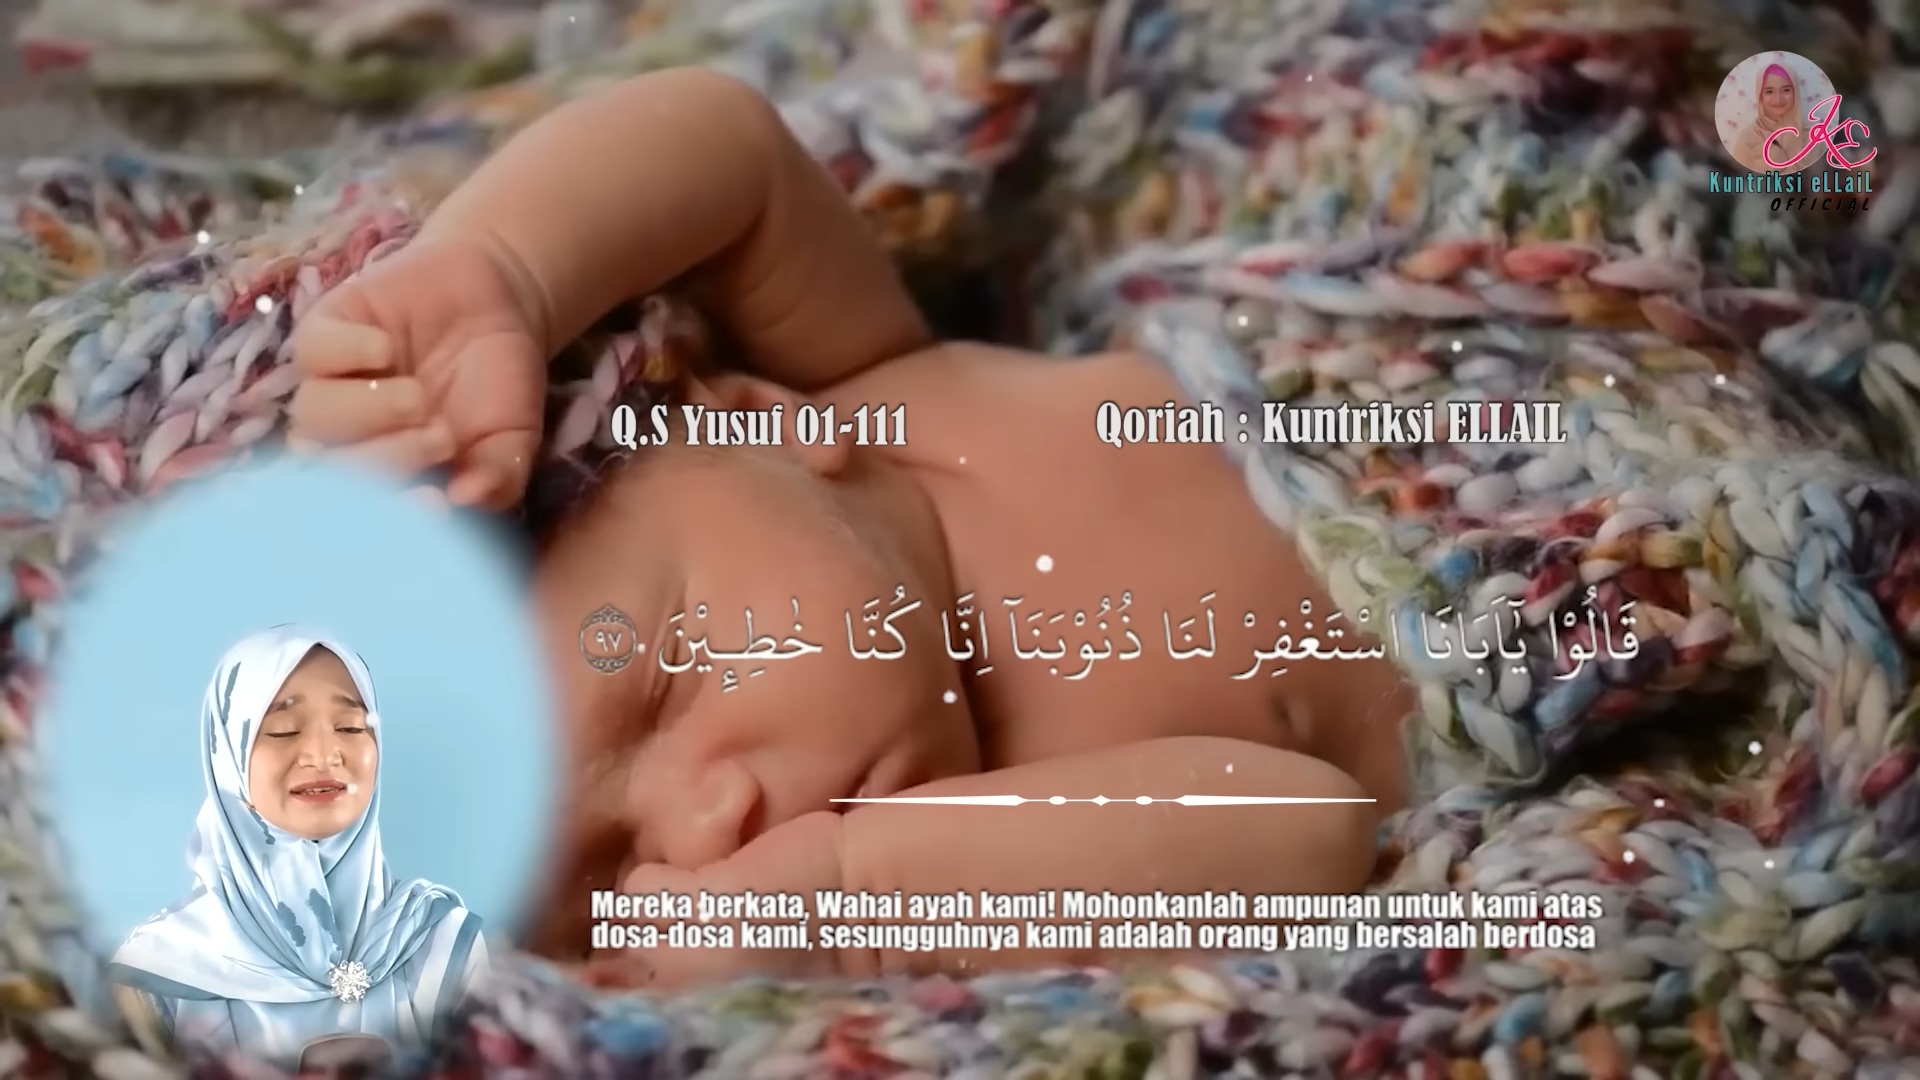 Kuntriksi eLLaiL
OFFICIAL
Q.S Yusuf 01-111
Qoriah : Kuntriksi ELLAIL
قَالُوْا يٰٓاَبَانَا اسْتَغْفِرْ لَنَا ذُنُوْبَنَآ اِنَّا كُنَّا خٰطِـِٕيْنَ ٩٧
Mereka berkata, Wahai ayah kami! Mohonkanlah ampunan untuk kami atas
dosa-dosa kami, sesungguhnya kami adalah orang yang bersalah berdosa